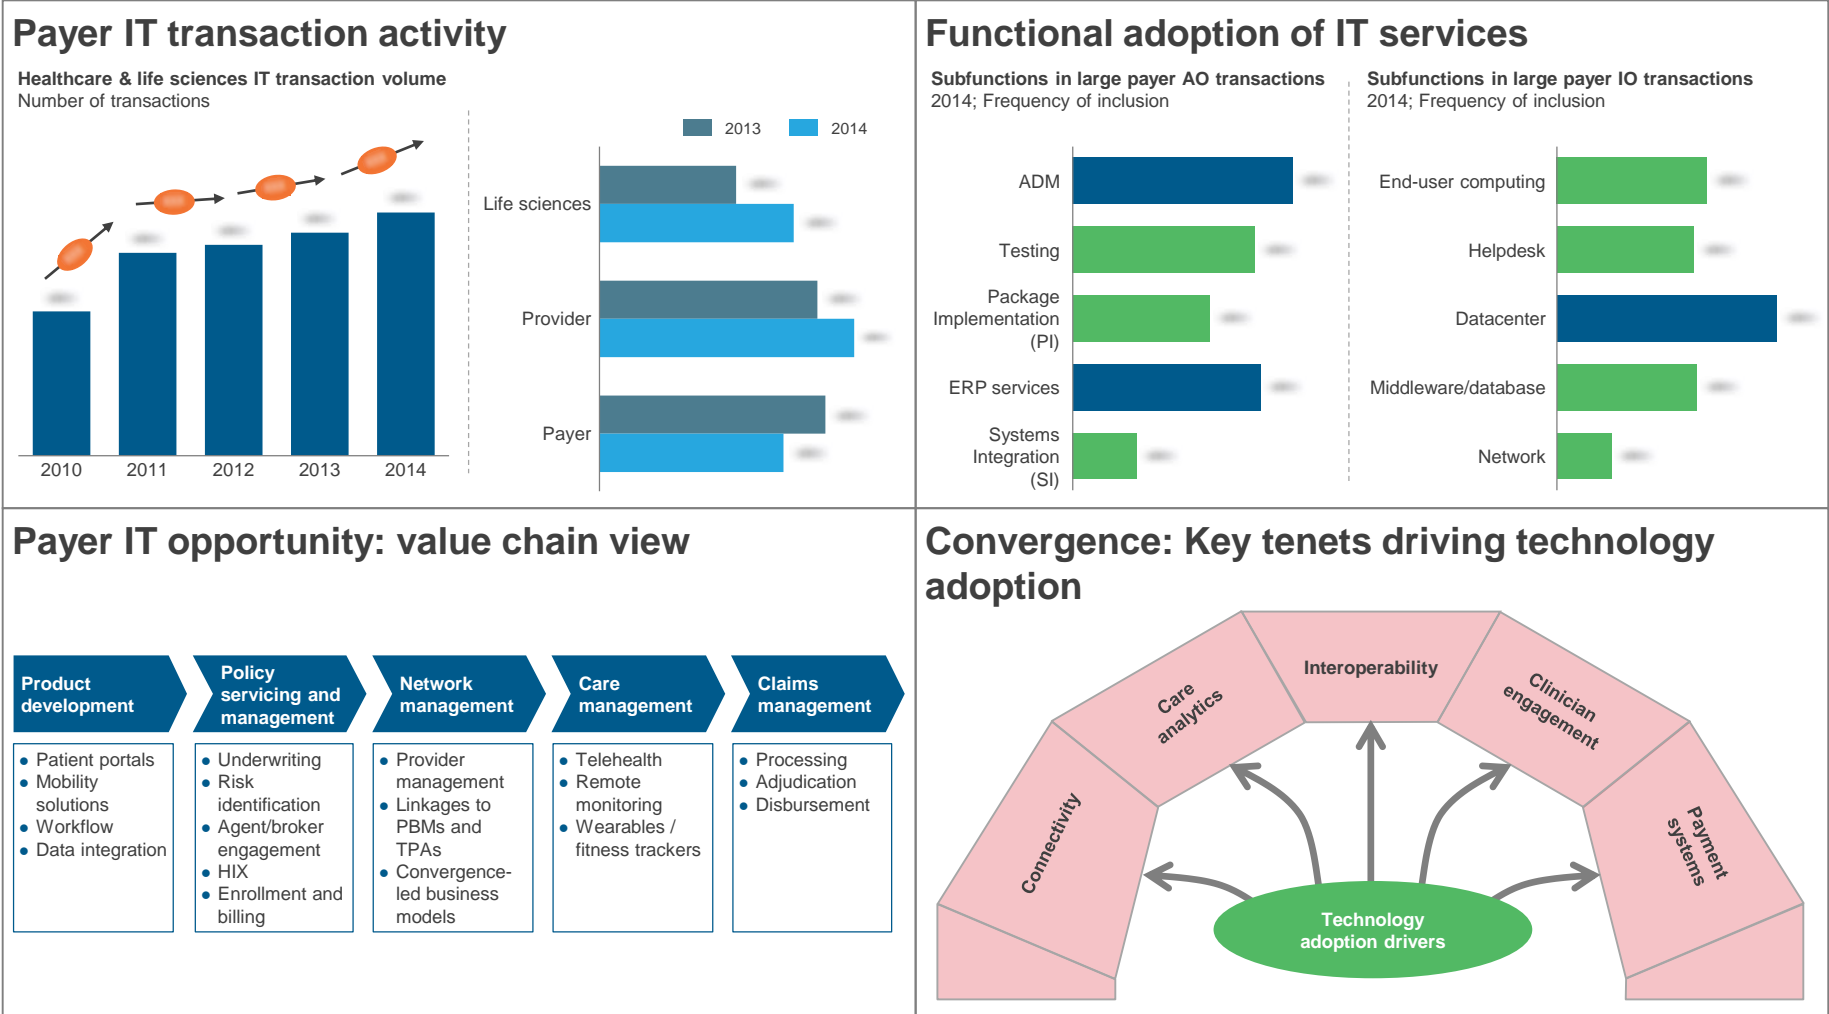 Payer IT transaction activity
Healthcare & life sciences IT transaction volume
Number of transactions
2010
2011
2012
2013
2014
2013
2014
Life sciences
Provider
Payer
Functional adoption of IT services
Subfunctions in large payer AO transactions
2014; Frequency of inclusion
ADM
Testing
Package
Implementation
(PI)
ERP services
Systems
Integration
(SI)
Subfunctions in large payer IO transactions
2014; Frequency of inclusion
End-user computing
Helpdesk
Datacenter
Middleware/database
Network
Payer IT opportunity: value chain view
Product
development
● Patient portals
● Mobility
solutions
● Workflow
● Data integration
Policy
servicing and
management
● Underwriting
● Risk
identification
● Agent/broker
engagement
● HIX
● Enrollment and
billing
Network
management
● Provider
management
● Linkages to
PBMs and
TPAs
● Convergence-
led business
models
Care
management
● Telehealth
● Remote
monitoring
● Wearables /
fitness trackers
Claims
management
● Processing
● Adjudication
● Disbursement
Convergence: Key tenets driving technology
adoption
Connectivity
Care
analytics
Interoperability
Clinician
engagement
Payment
systems
Technology
adoption drivers